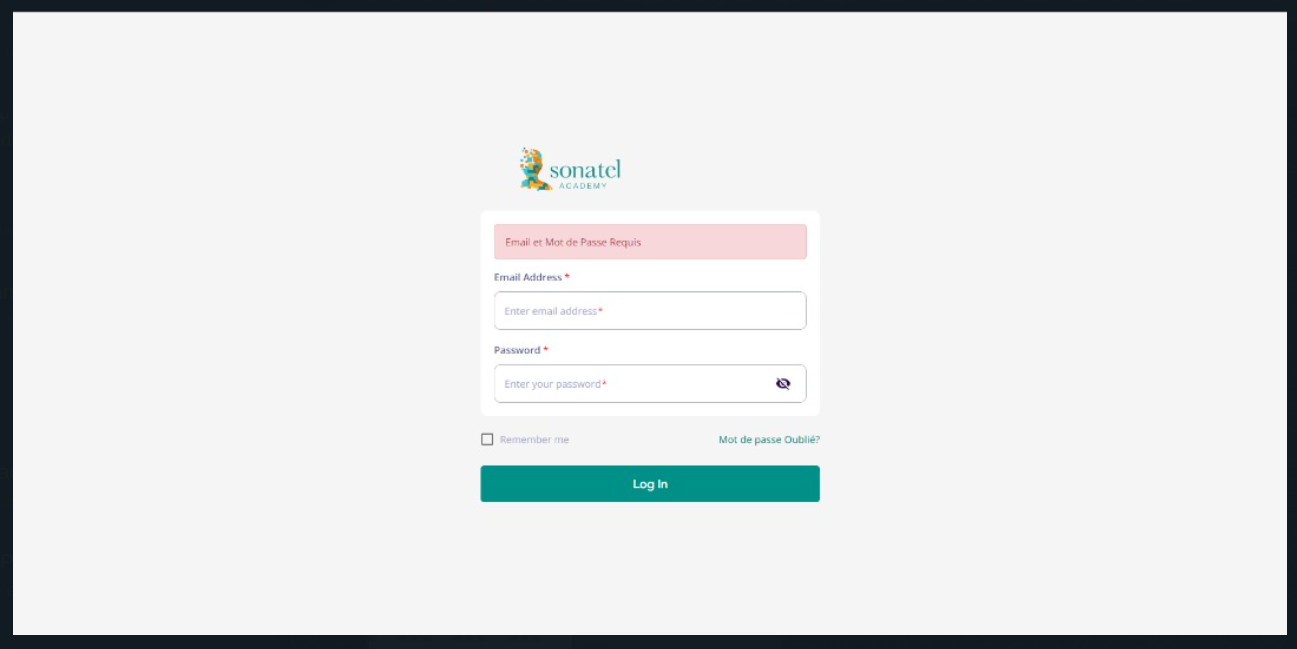 sonatel
ACADEMY
Email et Mot de Passe Requis
Email Address *
Enter email address*
Password *
Enter your password*
Remember me
Mot de passe Oublié?
Log In